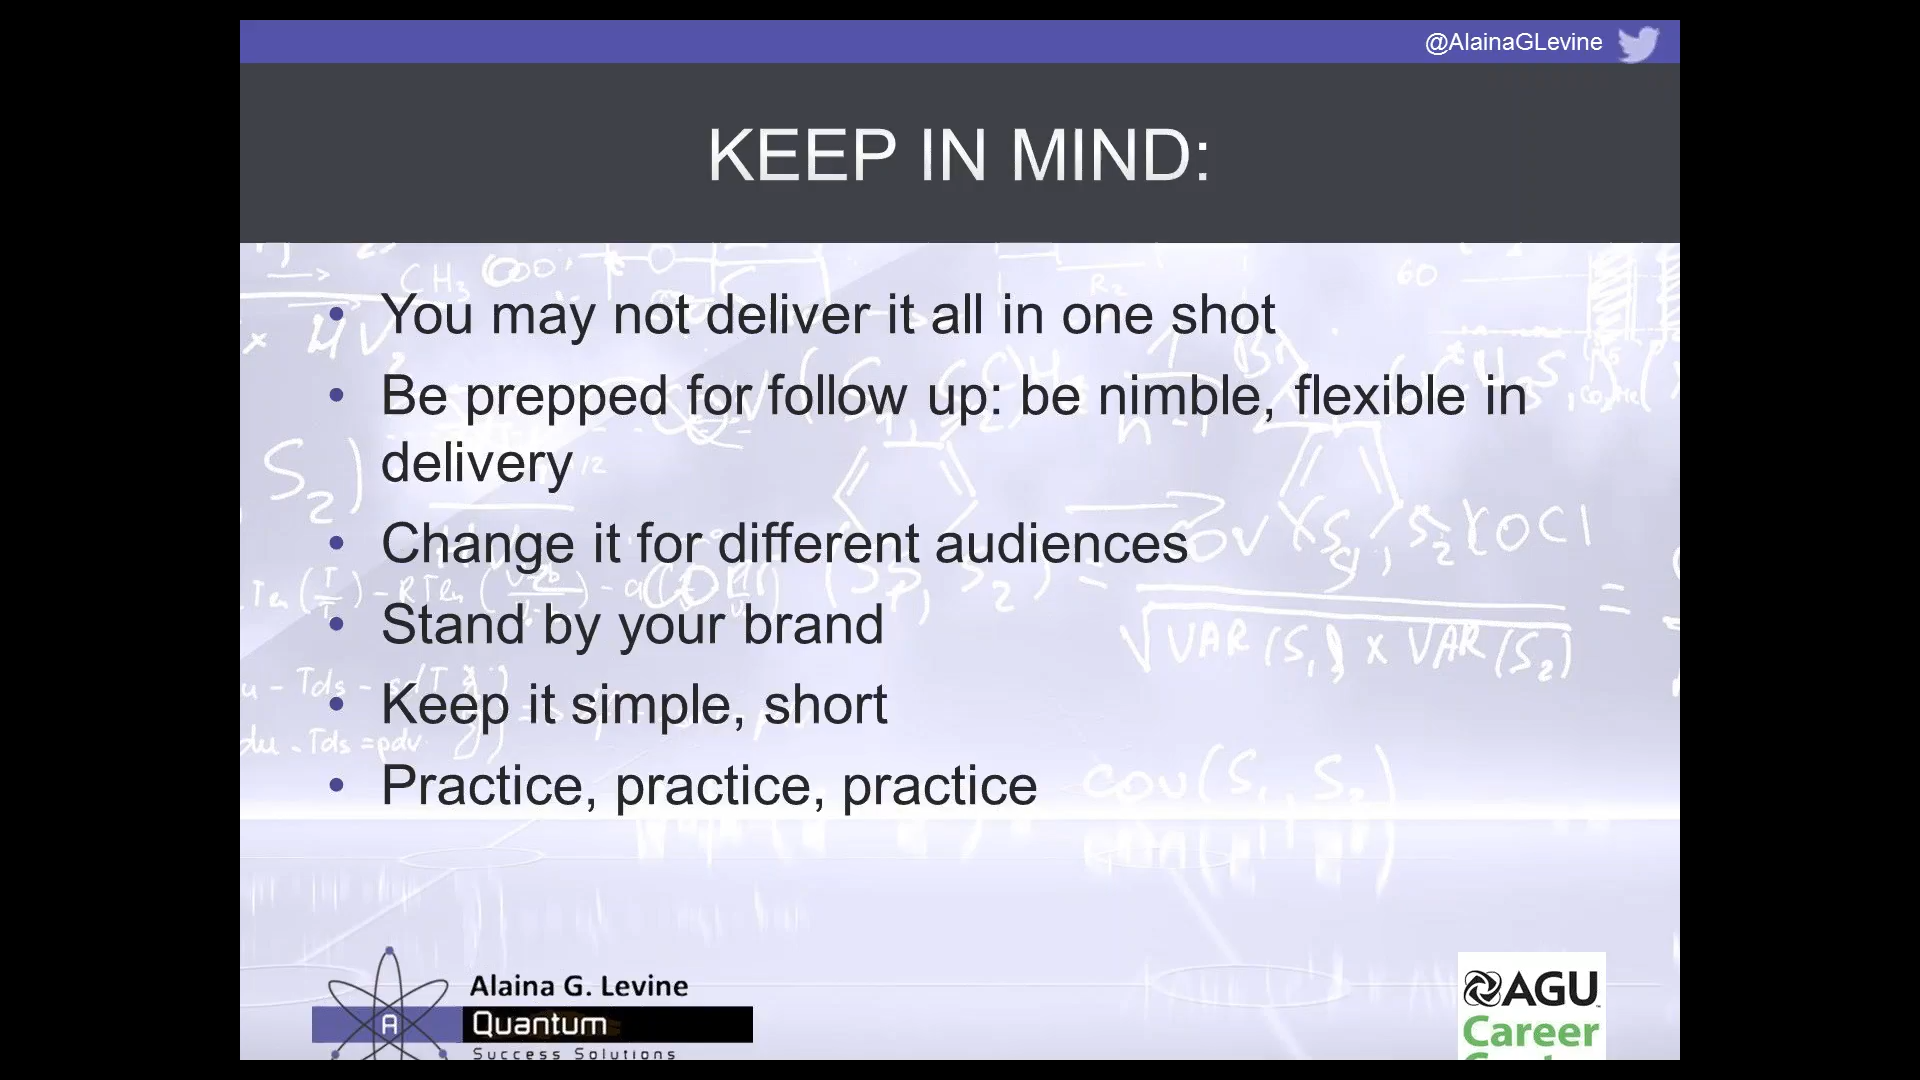 @AlainaGLevine
KEEP IN MIND:
• You may not deliver it all in one shot
• Be prepped for follow up: be nimble, flexible in
delivery
• Change it for different audiences
• Stand by your brand
• Keep it simple, short
• Practice, practice, practice
Alaina G. Levine
A
Quantum
Success Solutions
AGU
Career